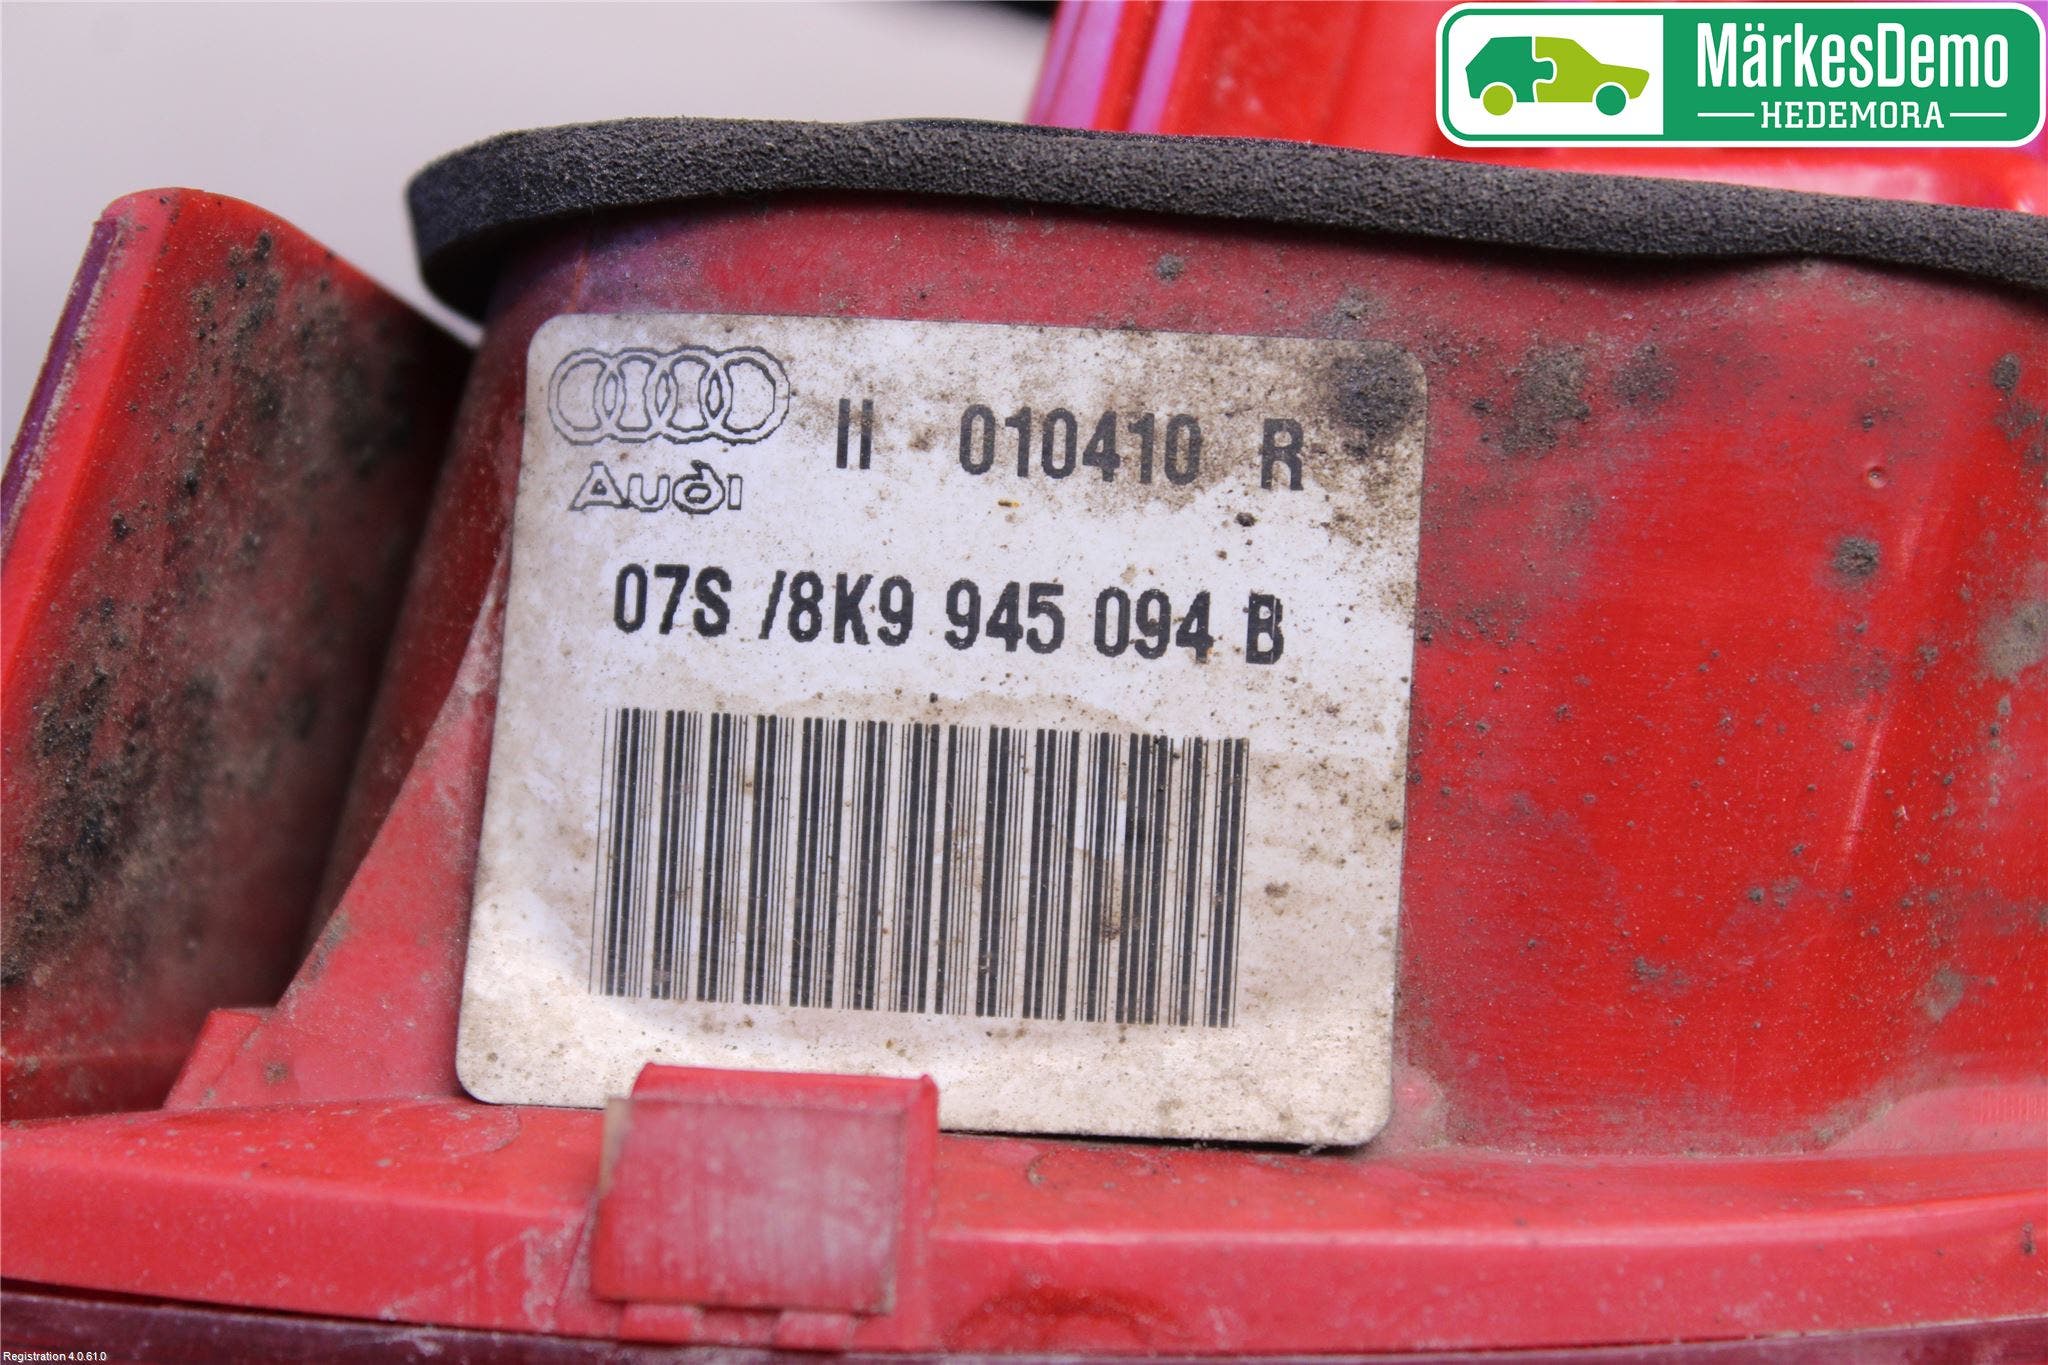 MärkesDemo
HEDEMORA
II 010410 R
Audi
07S /8K9 945 094 B
Registration 4.0.61.0